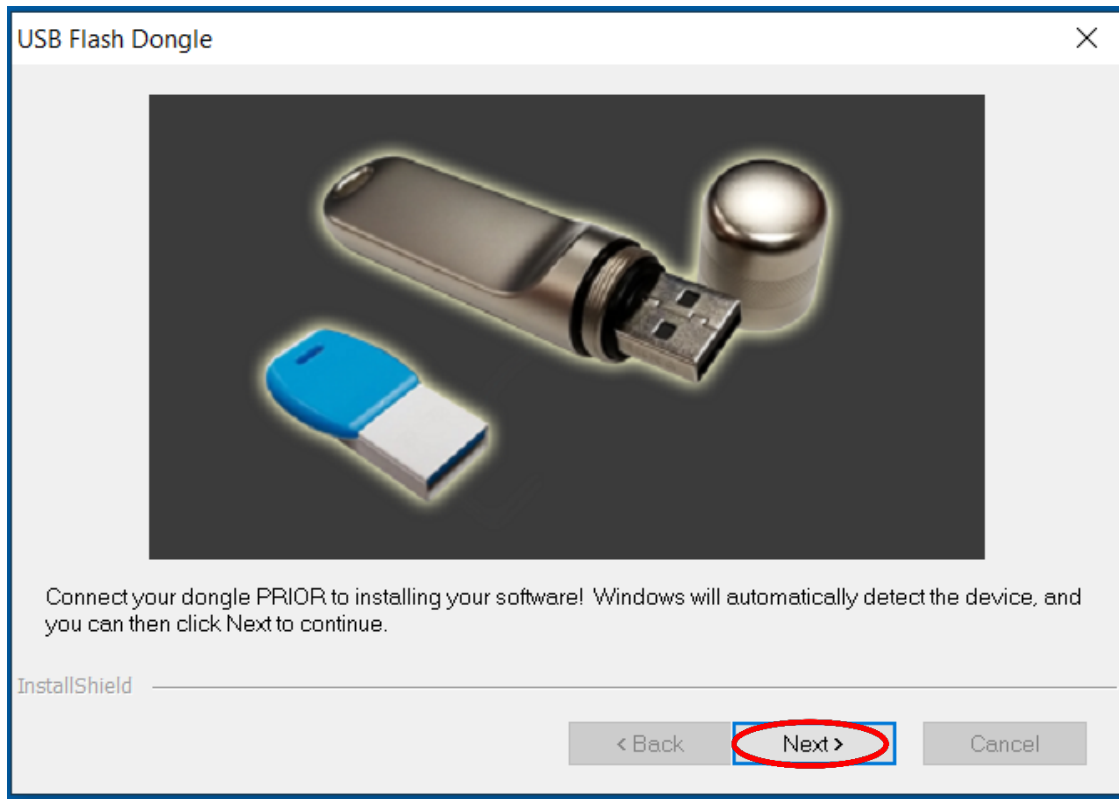 USB Flash Dongle
Connect your dongle PRIOR to installing your software! Windows will automatically detect the device, and
you can then click Next to continue.
InstallShield
< Back Next > Cancel